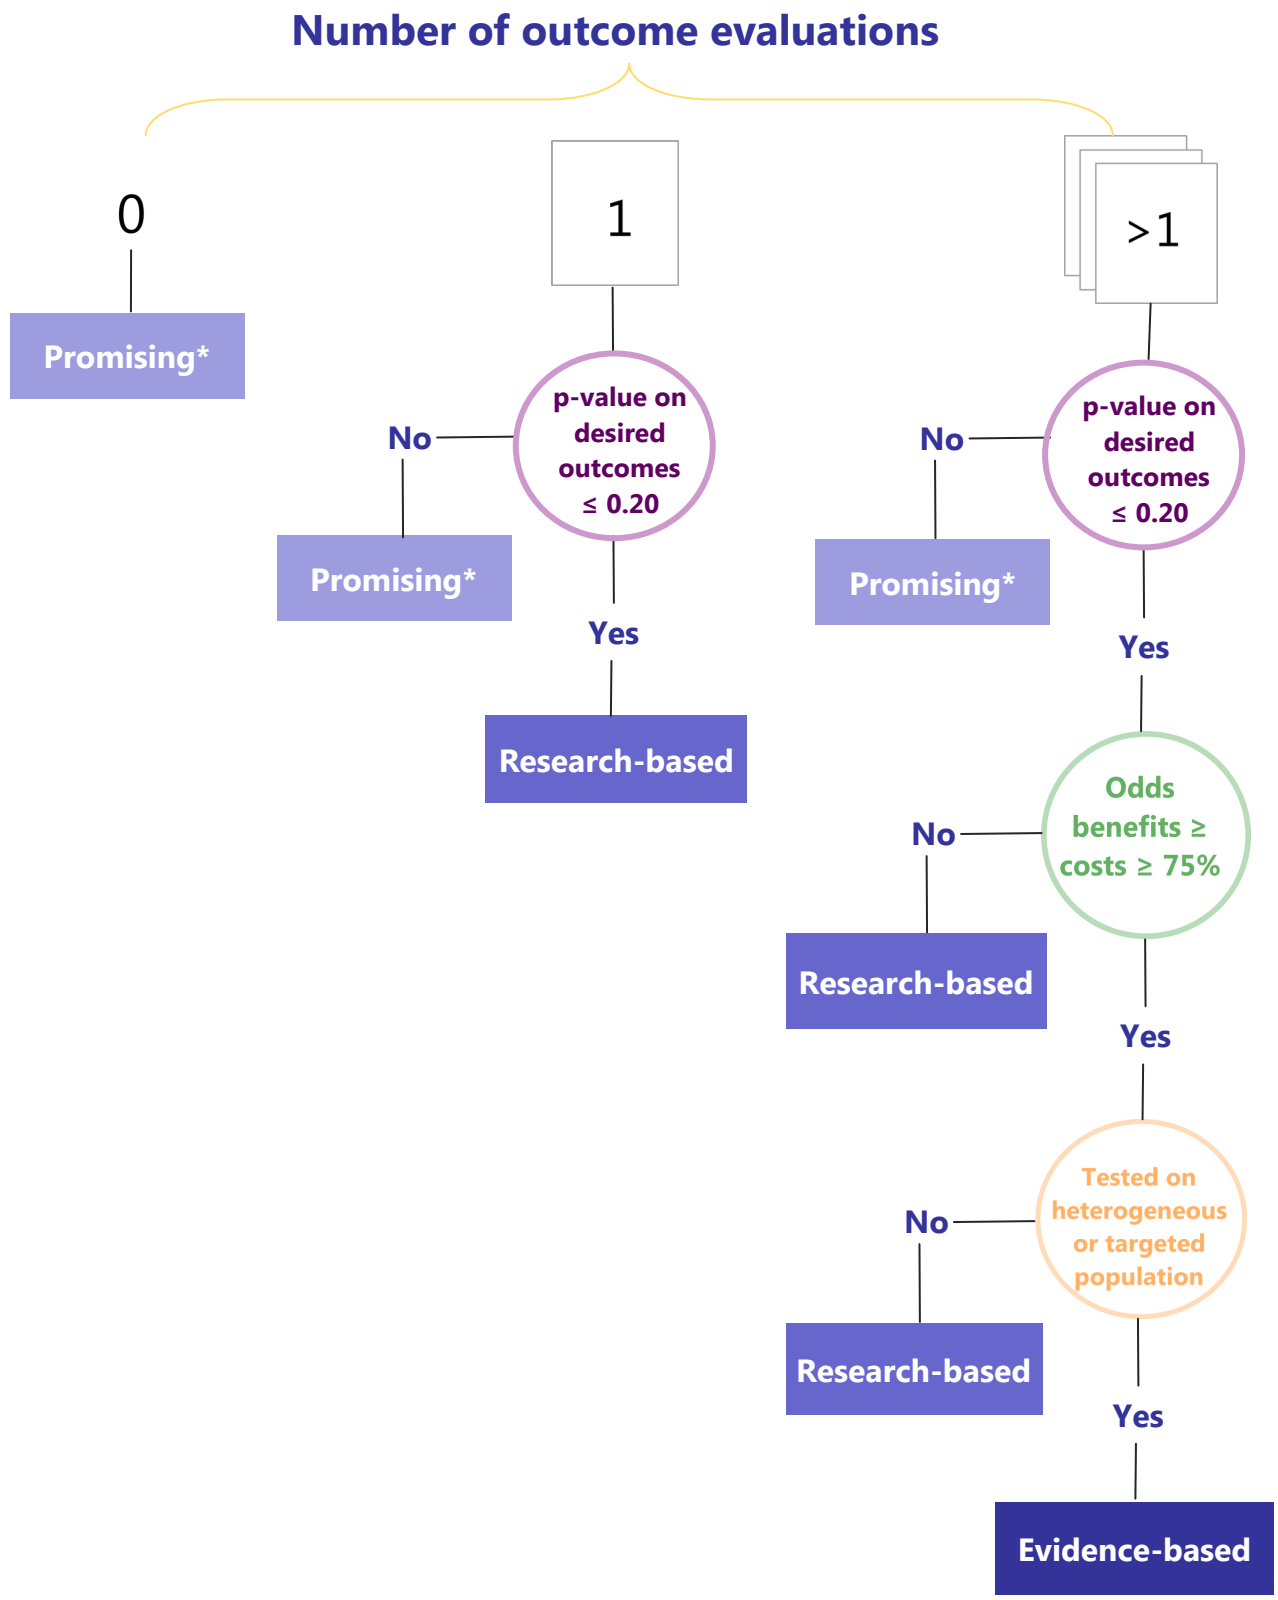 Number of outcome evaluations
0
1
>1
Promising*
p-value on
desired
outcomes
≤ 0.20
No
Promising*
Yes
Research-based
p-value on
desired
outcomes
≤ 0.20
No
Promising*
Yes
Odds
benefits ≥
costs ≥ 75%
No
Research-based
Yes
Tested on
heterogeneous
or targeted
population
No
Research-based
Yes
Evidence-based